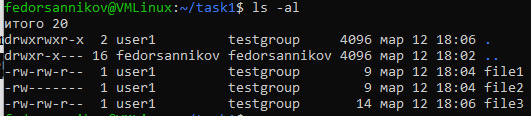 fedorsannikov@VMLinux:~/task1$ ls -al
итого 20
drwxrwxr-x  2 user1         testgroup     4096 мар 12 18:06 .
drwxr-x--- 16 fedorsannikov fedorsannikov 4096 мар 12 18:02 ..
-rw-rw-r--  1 user1         testgroup        9 мар 12 18:04 file1
-rw-------  1 user1         testgroup        9 мар 12 18:04 file2
-rw-rw-r--  1 user1         testgroup       14 мар 12 18:06 file3